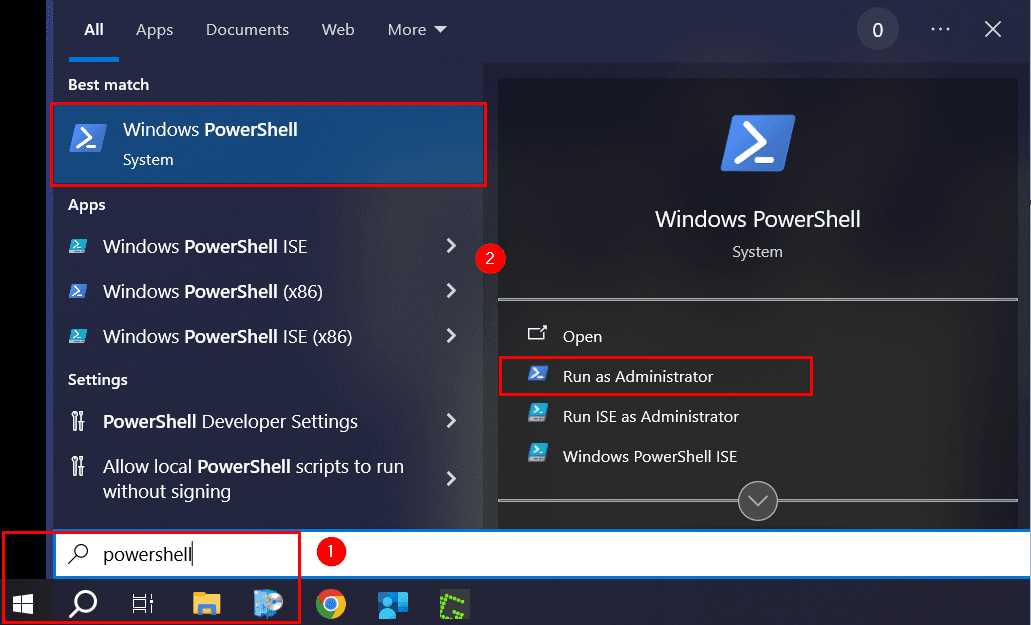 All Apps Documents Web More 0 ...
Best match
Windows PowerShell
System
Apps
Windows PowerShell ISE
Windows PowerShell (x86)
Windows PowerShell ISE (x86)
Settings
PowerShell Developer Settings
Allow local PowerShell scripts to run
without signing
2
Windows PowerShell
System
Open
Run as Administrator
Run ISE as Administrator
Windows PowerShell ISE
powershell
1